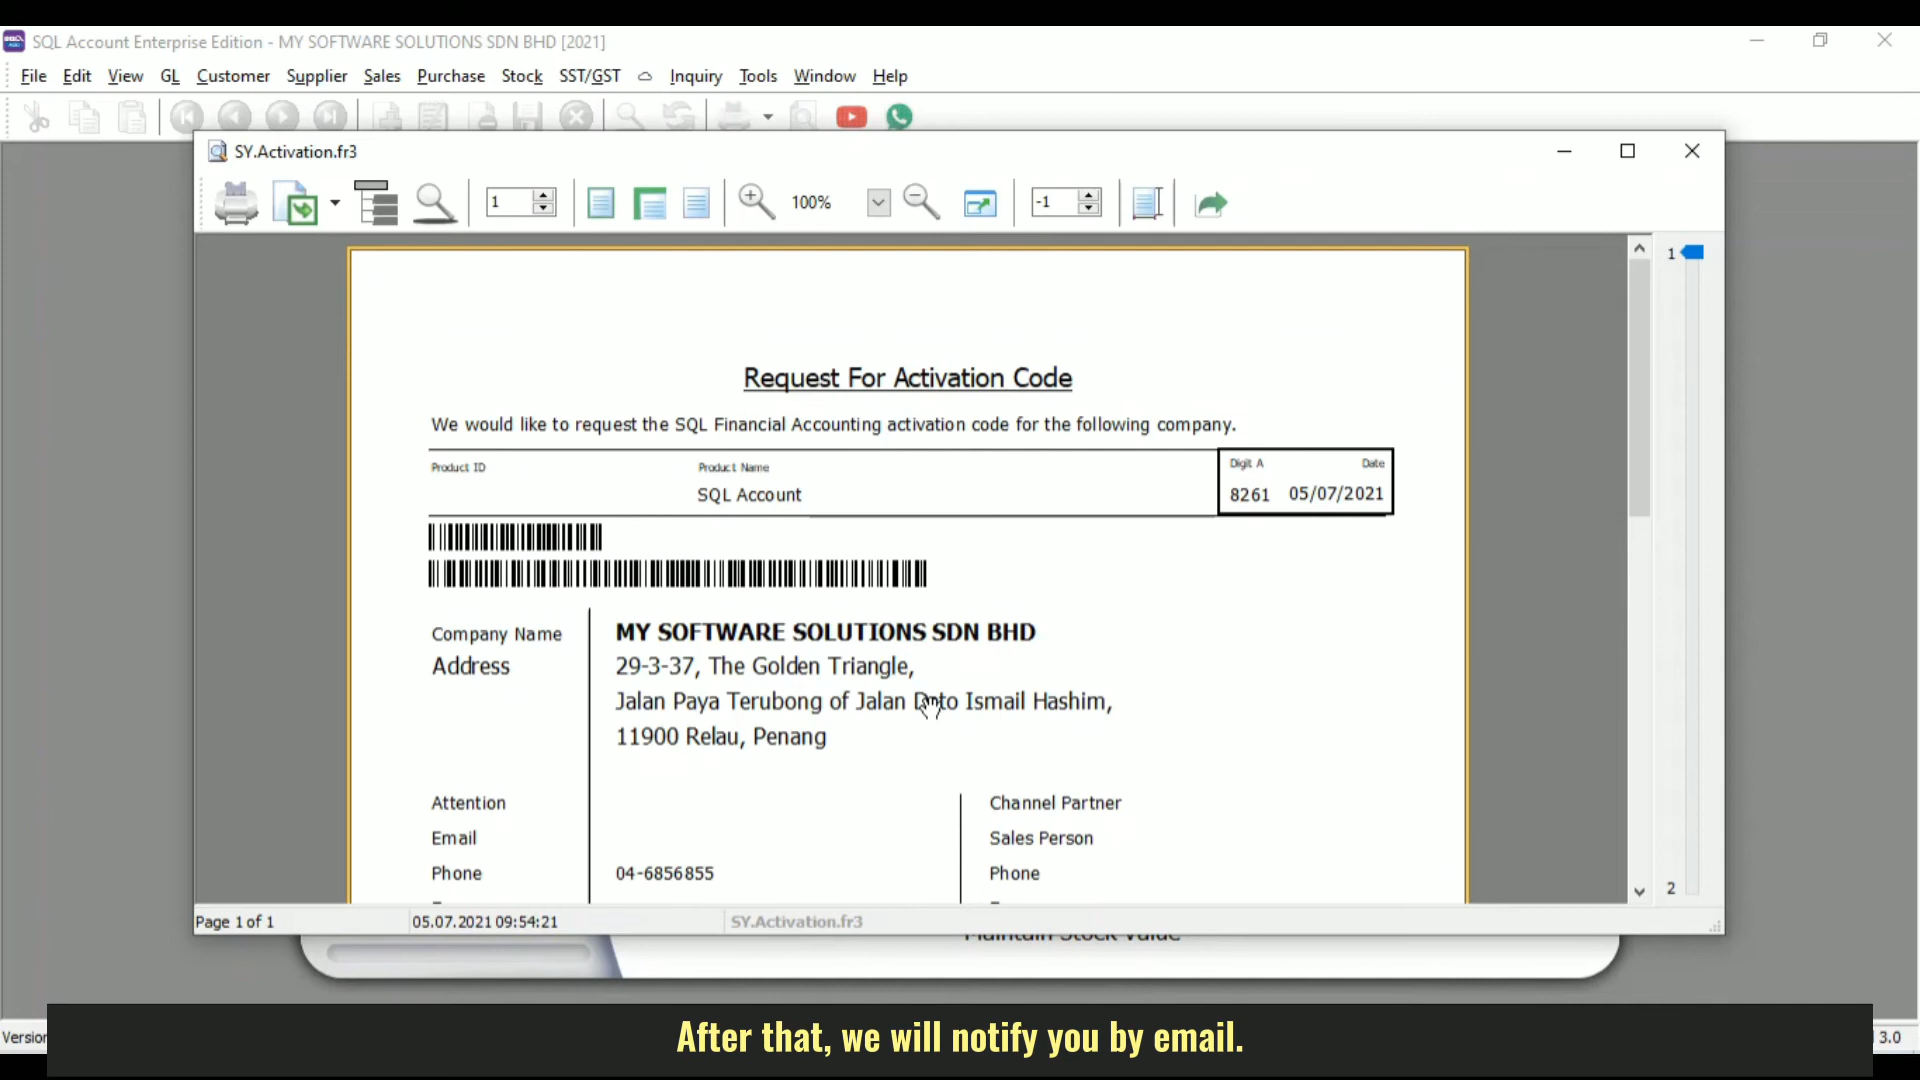 SQL Account Enterprise Edition - MY SOFTWARE SOLUTIONS SDN BHD [2021]
File Edit View GL Customer Supplier Sales Purchase Stock SST/GST Inquiry Tools Window Help
SY.Activation.fr3
1 100% -1
1
Request For Activation Code
We would like to request the SQL Financial Accounting activation code for the following company.
Product ID Product Name Digit A Date
SQL Account 8261 05/07/2021
Company Name MY SOFTWARE SOLUTIONS SDN BHD
Address 29-3-37, The Golden Triangle,
Jalan Paya Terubong of Jalan Dato Ismail Hashim,
11900 Relau, Penang
Attention Channel Partner
Email Sales Person
Phone 04-6856855 Phone
2
Page 1 of 1 05.07.2021 09:54:21 SY.Activation.fr3
Maintain Stock Value
Version 3.0
After that, we will notify you by email.